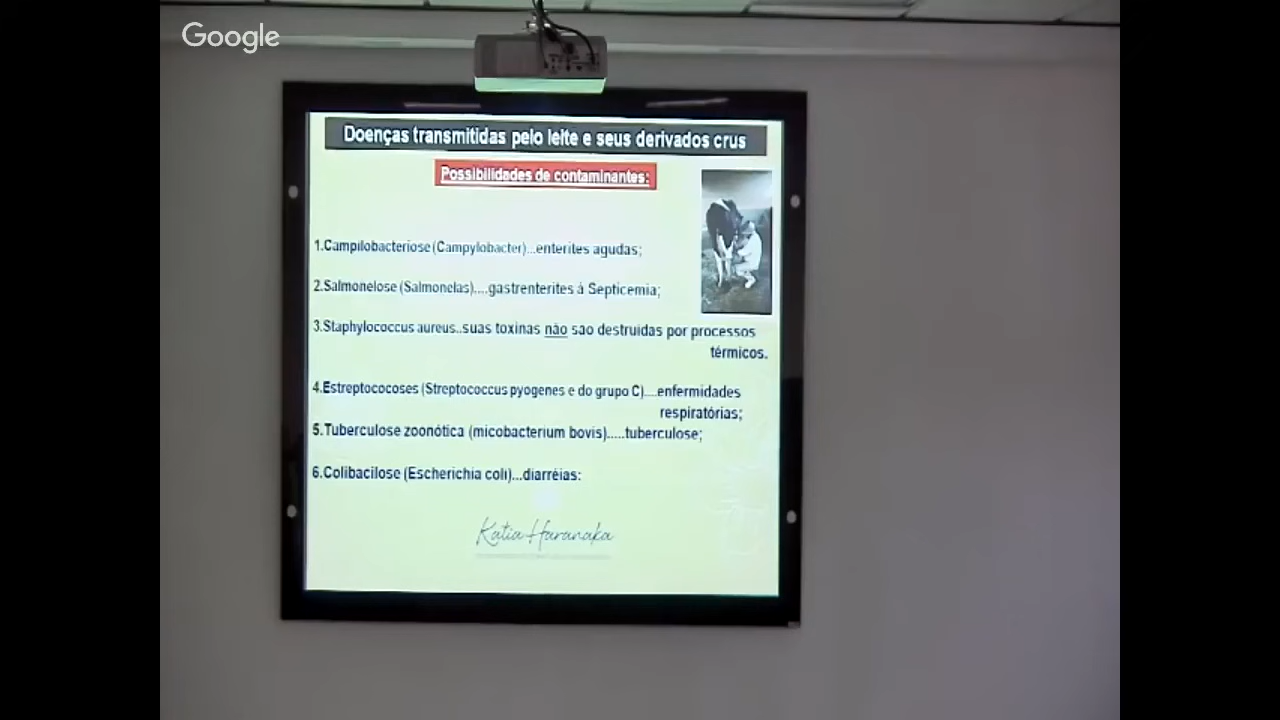 Google
Doenças transmitidas pelo leite e seus derivados crus
Possibilidades de contaminantes:
1.Campilobacteriose (Campylobacter)...enterites agudas;
2.Salmonelose (Salmonelas)....gastrenterites á Septicemia;
3.Staphylococcus aureus..suas toxinas não sao destruidas por processos
térmicos.
4.Estreptococoses (Streptococcus pyogenes e do grupo C)....enfermidades
respiratórias;
5.Tuberculose zoonótica (micobacterium bovis).....tuberculose;
6.Colibacilose (Escherichia coli)...diarréias:
Katia Haranaka